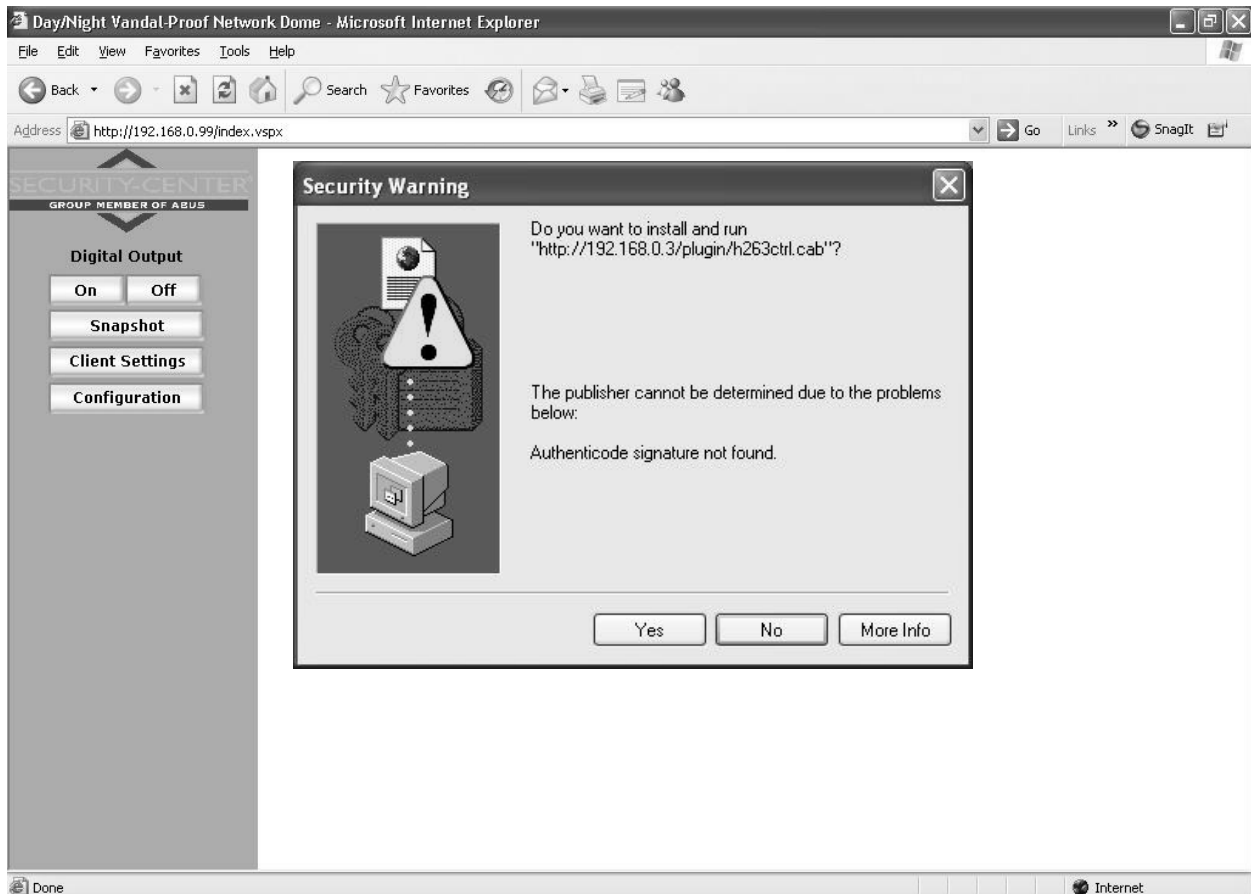 Day/Night Vandal-Proof Network Dome - Microsoft Internet Explorer
File Edit View Favorites Tools Help
Back Search Favorites
Address http://192.168.0.99/index.vspx Go Links » SnagIt
SECURITY-CENTER
GROUP MEMBER OF ABUS
Digital Output
On Off
Snapshot
Client Settings
Configuration
Security Warning
Do you want to install and run
"http://192.168.0.3/plugin/h263ctrl.cab"?
The publisher cannot be determined due to the problems
below:
Authenticode signature not found.
Yes No More Info
Done Internet